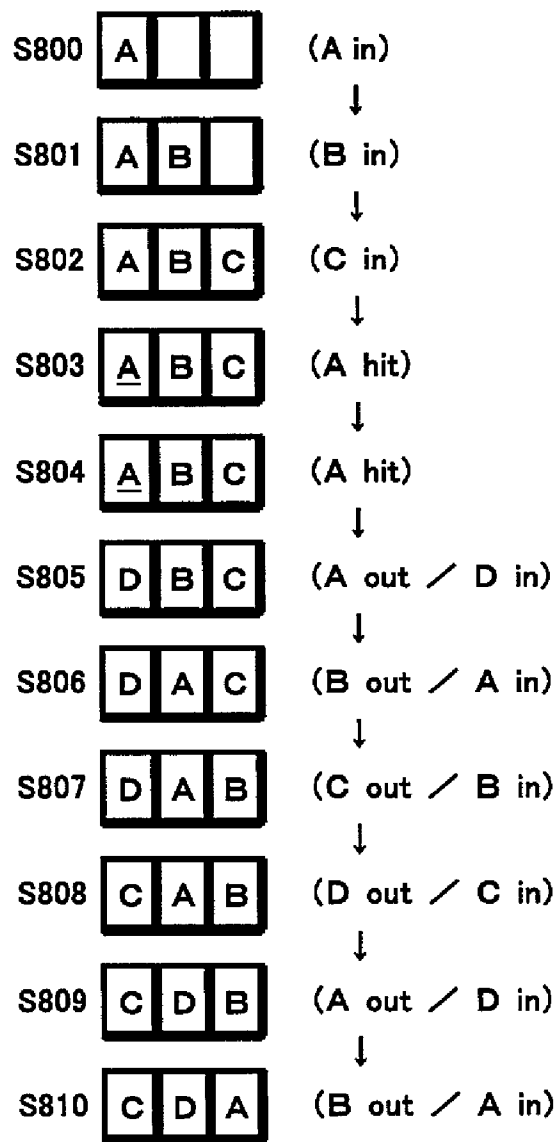 S800 A (A in)
↓
S801 A B (B in)
↓
S802 A B C (C in)
↓
S803 A B C (A hit)
↓
S804 A B C (A hit)
↓
S805 D B C (A out / D in)
↓
S806 D A C (B out / A in)
↓
S807 D A B (C out / B in)
↓
S808 C A B (D out / C in)
↓
S809 C D B (A out / D in)
↓
S810 C D A (B out / A in)